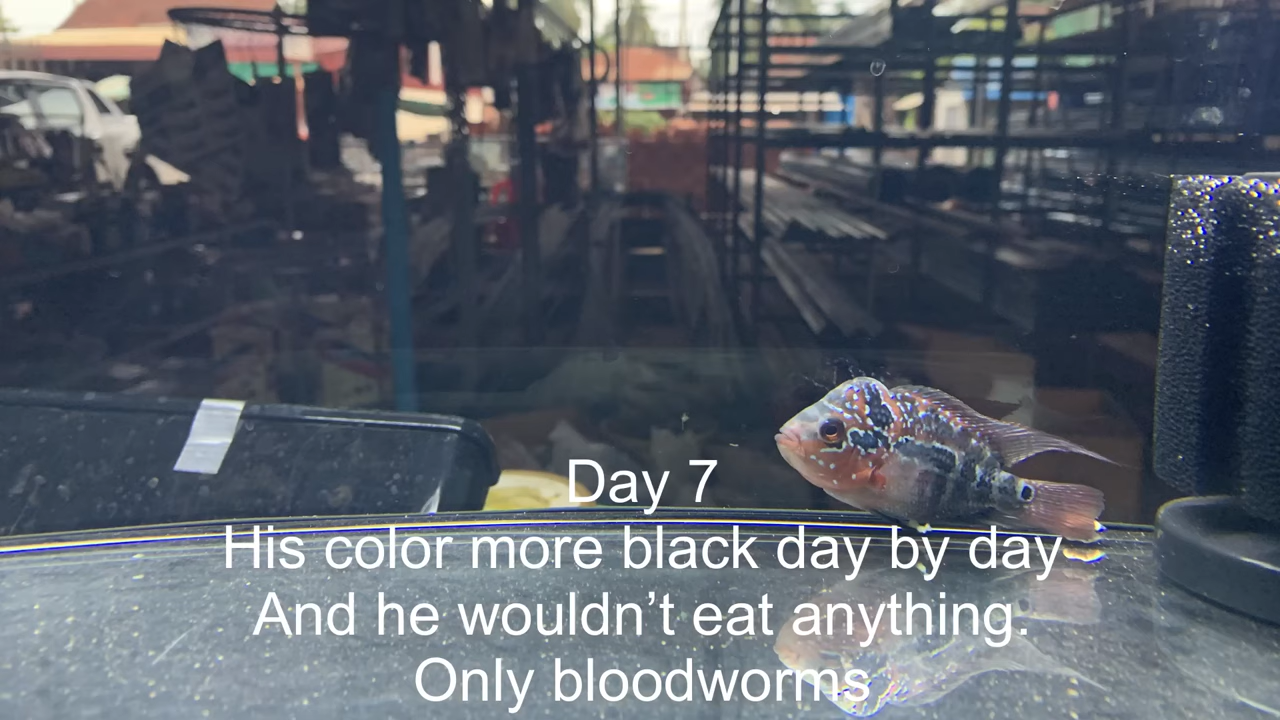 Day 7
His color more black day by day
And he wouldn’t eat anything.
Only bloodworms